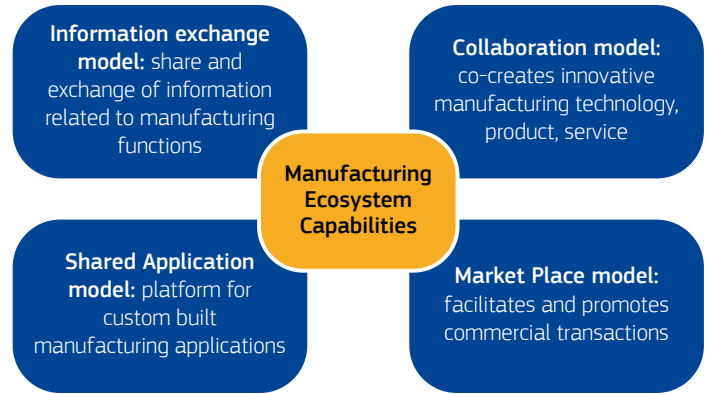 Information exchange
model: share and
exchange of information
related to manufacturing
functions
Collaboration model:
co-creates innovative
manufacturing technology,
product, service
Manufacturing
Ecosystem
Capabilities
Shared Application
model: platform for
custom built
manufacturing applications
Market Place model:
facilitates and promotes
commercial transactions